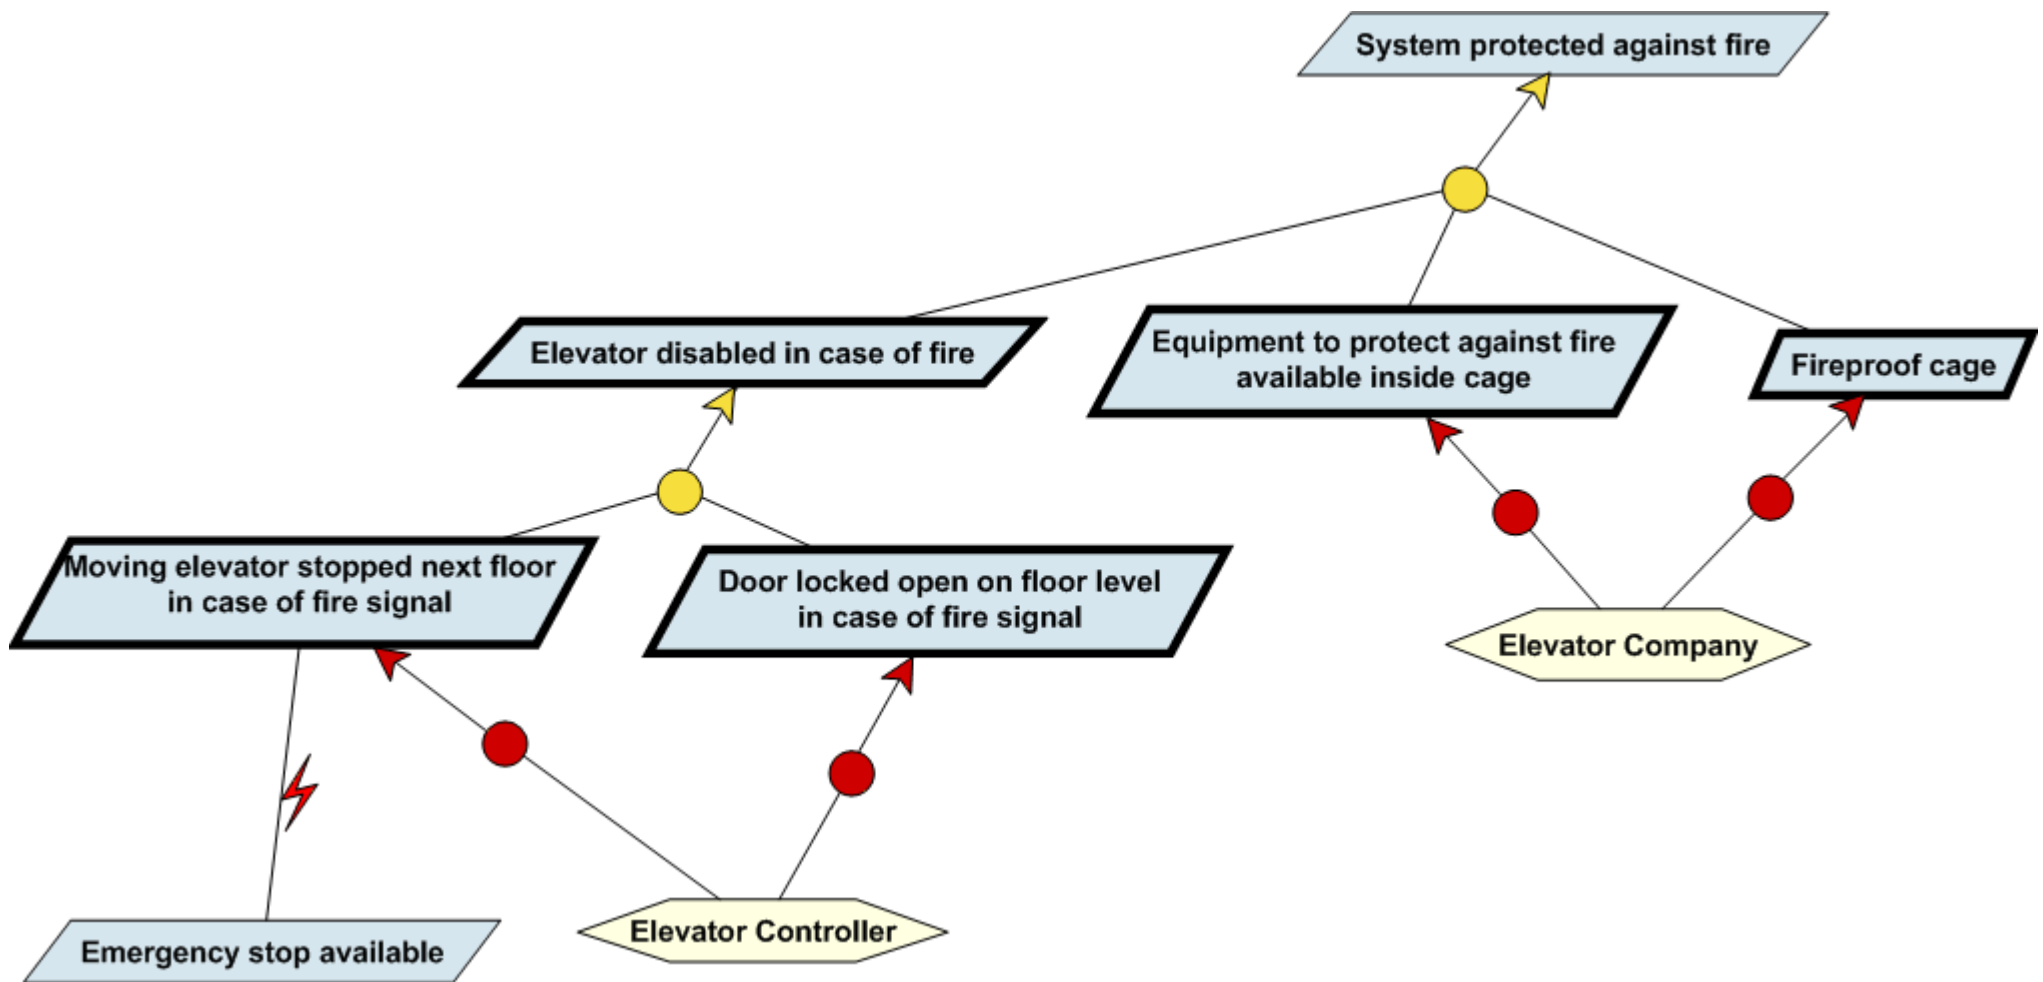 System protected against fire
Elevator disabled in case of fire
Equipment to protect against fire
available inside cage
Fireproof cage
Moving elevator stopped next floor
in case of fire signal
Door locked open on floor level
in case of fire signal
Elevator Company
Elevator Controller
Emergency stop available